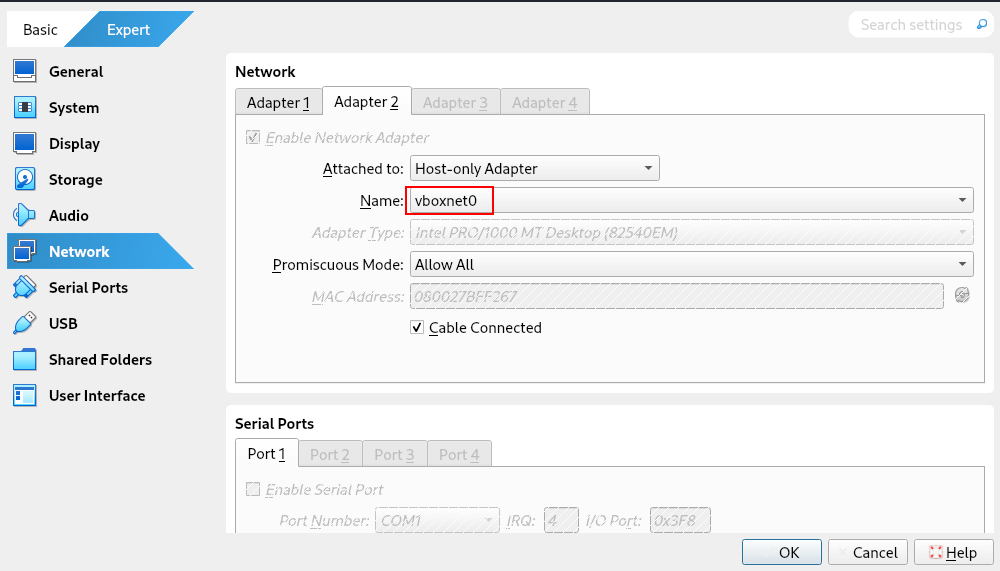 Basic
Expert
Search settings
General
System
Display
Storage
Audio
Network
Serial Ports
USB
Shared Folders
User Interface
Network
Adapter 1
Adapter 2
Adapter 3
Adapter 4
Enable Network Adapter
Attached to: Host-only Adapter
Name: vboxnet0
Adapter Type: Intel PRO/1000 MT Desktop (82540EM)
Promiscuous Mode: Allow All
MAC Address: 080027BFF267
Cable Connected
Serial Ports
Port 1
Port 2
Port 3
Port 4
Enable Serial Port
Port Number: COM1 IRQ: 4 I/O Port: 0x3F8
OK
Cancel
Help